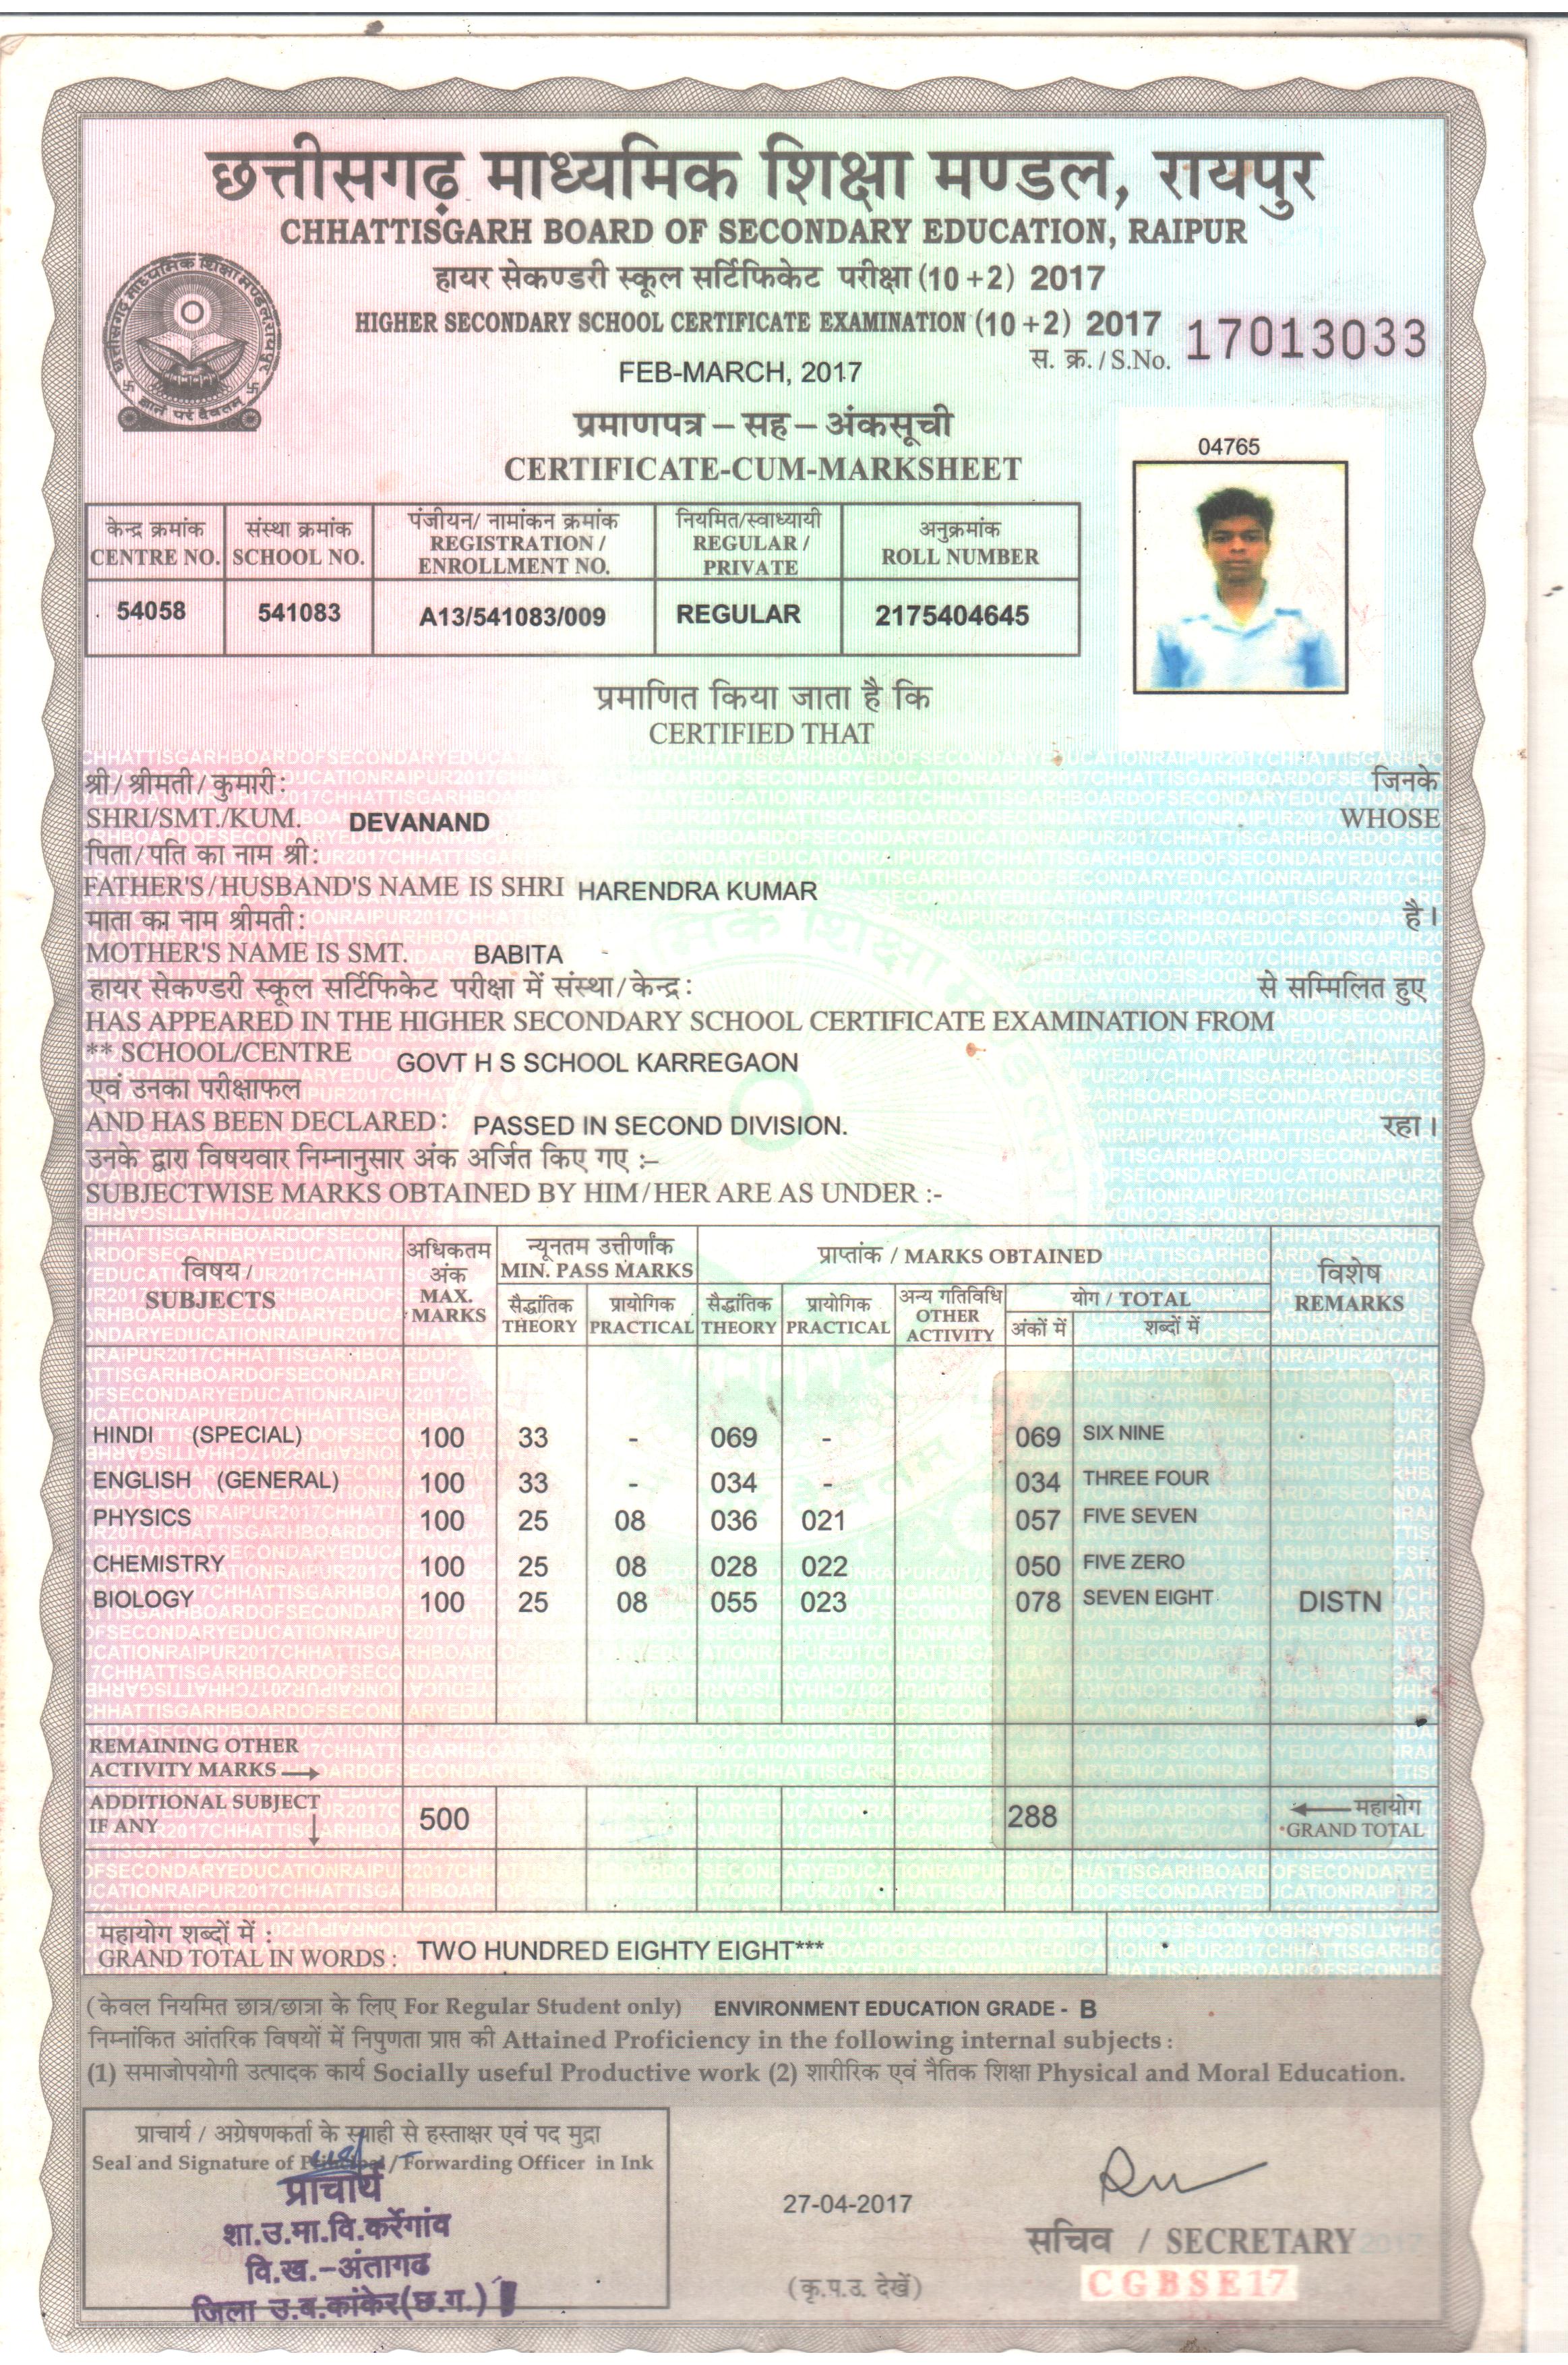 छत्तीसगढ़ माध्यमिक शिक्षा मण्डल, रायपुर
CHHATTISGARH BOARD OF SECONDARY EDUCATION, RAIPUR
हायर सेकण्डरी स्कूल सर्टिफिकेट परीक्षा (10+2) 2017
HIGHER SECONDARY SCHOOL CERTIFICATE EXAMINATION (10+2) 2017
स. क्र. / S.No. 17013033
FEB-MARCH, 2017
प्रमाणपत्र – सह – अंकसूची
CERTIFICATE-CUM-MARKSHEET
04765
केन्द्र क्रमांक CENTRE NO. | संस्था क्रमांक SCHOOL NO. | पंजीयन/ नामांकन क्रमांक REGISTRATION / ENROLLMENT NO. | नियमित/स्वाध्यायी REGULAR / PRIVATE | अनुक्रमांक ROLL NUMBER
54058 | 541083 | A13/541083/009 | REGULAR | 2175404645
प्रमाणित किया जाता है कि
CERTIFIED THAT
श्री/ श्रीमती/ कुमारी: जिनके
SHRI/SMT./KUM. DEVANAND WHOSE
पिता/पति का नाम श्री:
FATHER'S/HUSBAND'S NAME IS SHRI HARENDRA KUMAR
माता का नाम श्रीमती: है।
MOTHER'S NAME IS SMT. BABITA
हायर सेकण्डरी स्कूल सर्टिफिकेट परीक्षा में संस्था/केन्द्र: से सम्मिलित हुए
HAS APPEARED IN THE HIGHER SECONDARY SCHOOL CERTIFICATE EXAMINATION FROM
** SCHOOL/CENTRE GOVT H S SCHOOL KARREGAON
एवं उनका परीक्षाफल
AND HAS BEEN DECLARED: PASSED IN SECOND DIVISION. रहा।
उनके द्वारा विषयवार निम्नानुसार अंक अर्जित किए गए :–
SUBJECTWISE MARKS OBTAINED BY HIM/HER ARE AS UNDER :-
विषय/ SUBJECTS | अधिकतम अंक MAX. MARKS | न्यूनतम उत्तीर्णांक MIN. PASS MARKS | प्राप्तांक / MARKS OBTAINED | विशेष REMARKS
सैद्धांतिक THEORY | प्रायोगिक PRACTICAL | सैद्धांतिक THEORY | प्रायोगिक PRACTICAL | अन्य गतिविधि OTHER ACTIVITY | योग / TOTAL अंकों में | शब्दों में
HINDI (SPECIAL) 100 33 - 069 - 069 SIX NINE
ENGLISH (GENERAL) 100 33 - 034 - 034 THREE FOUR
PHYSICS 100 25 08 036 021 057 FIVE SEVEN
CHEMISTRY 100 25 08 028 022 050 FIVE ZERO
BIOLOGY 100 25 08 055 023 078 SEVEN EIGHT DISTN
REMAINING OTHER
ACTIVITY MARKS →
ADDITIONAL SUBJECT IF ANY ↓ 500 288 ← महायोग GRAND TOTAL
महायोग शब्दों में :
GRAND TOTAL IN WORDS : TWO HUNDRED EIGHTY EIGHT***
(केवल नियमित छात्र/छात्रा के लिए For Regular Student only) ENVIRONMENT EDUCATION GRADE - B
निम्नांकित आंतरिक विषयों में निपुणता प्राप्त की Attained Proficiency in the following internal subjects :
(1) समाजोपयोगी उत्पादक कार्य Socially useful Productive work (2) शारीरिक एवं नैतिक शिक्षा Physical and Moral Education.
प्राचार्य / अग्रेषणकर्ता के स्याही से हस्ताक्षर एवं पद मुद्रा
Seal and Signature of Principal / Forwarding Officer in Ink
प्राचार्य
शा.उ.मा.वि.कर्रेगांव
वि.ख.-अंतागढ
जिला उ.ब.कांकेर(छ.ग.)
27-04-2017
(कृ.प.उ. देखें)
सचिव / SECRETARY
CGBSE17